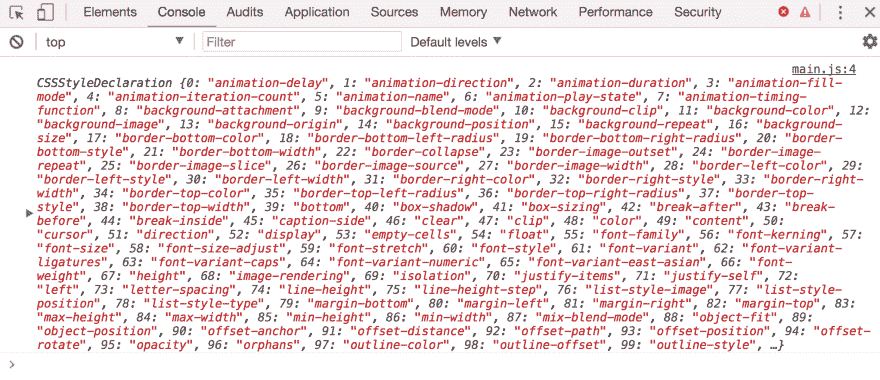 Elements Console Audits Application Sources Memory Network Performance Security
top Filter Default levels
main.js:4
CSSStyleDeclaration {0: "animation-delay", 1: "animation-direction", 2: "animation-duration", 3: "animation-fill-
mode", 4: "animation-iteration-count", 5: "animation-name", 6: "animation-play-state", 7: "animation-timing-
function", 8: "background-attachment", 9: "background-blend-mode", 10: "background-clip", 11: "background-color", 12:
"background-image", 13: "background-origin", 14: "background-position", 15: "background-repeat", 16: "background-
size", 17: "border-bottom-color", 18: "border-bottom-left-radius", 19: "border-bottom-right-radius", 20: "border-
bottom-style", 21: "border-bottom-width", 22: "border-collapse", 23: "border-image-outset", 24: "border-image-
repeat", 25: "border-image-slice", 26: "border-image-source", 27: "border-image-width", 28: "border-left-color", 29:
"border-left-style", 30: "border-left-width", 31: "border-right-color", 32: "border-right-style", 33: "border-right-
width", 34: "border-top-color", 35: "border-top-left-radius", 36: "border-top-right-radius", 37: "border-top-
style", 38: "border-top-width", 39: "bottom", 40: "box-shadow", 41: "box-sizing", 42: "break-after", 43: "break-
before", 44: "break-inside", 45: "caption-side", 46: "clear", 47: "clip", 48: "color", 49: "content", 50:
"cursor", 51: "direction", 52: "display", 53: "empty-cells", 54: "float", 55: "font-family", 56: "font-kerning", 57:
"font-size", 58: "font-size-adjust", 59: "font-stretch", 60: "font-style", 61: "font-variant", 62: "font-variant-
ligatures", 63: "font-variant-caps", 64: "font-variant-numeric", 65: "font-variant-east-asian", 66: "font-
weight", 67: "height", 68: "image-rendering", 69: "isolation", 70: "justify-items", 71: "justify-self", 72:
"left", 73: "letter-spacing", 74: "line-height", 75: "line-height-step", 76: "list-style-image", 77: "list-style-
position", 78: "list-style-type", 79: "margin-bottom", 80: "margin-left", 81: "margin-right", 82: "margin-top", 83:
"max-height", 84: "max-width", 85: "min-height", 86: "min-width", 87: "mix-blend-mode", 88: "object-fit", 89:
"object-position", 90: "offset-anchor", 91: "offset-distance", 92: "offset-path", 93: "offset-position", 94: "offset-
rotate", 95: "opacity", 96: "orphans", 97: "outline-color", 98: "outline-offset", 99: "outline-style", …}